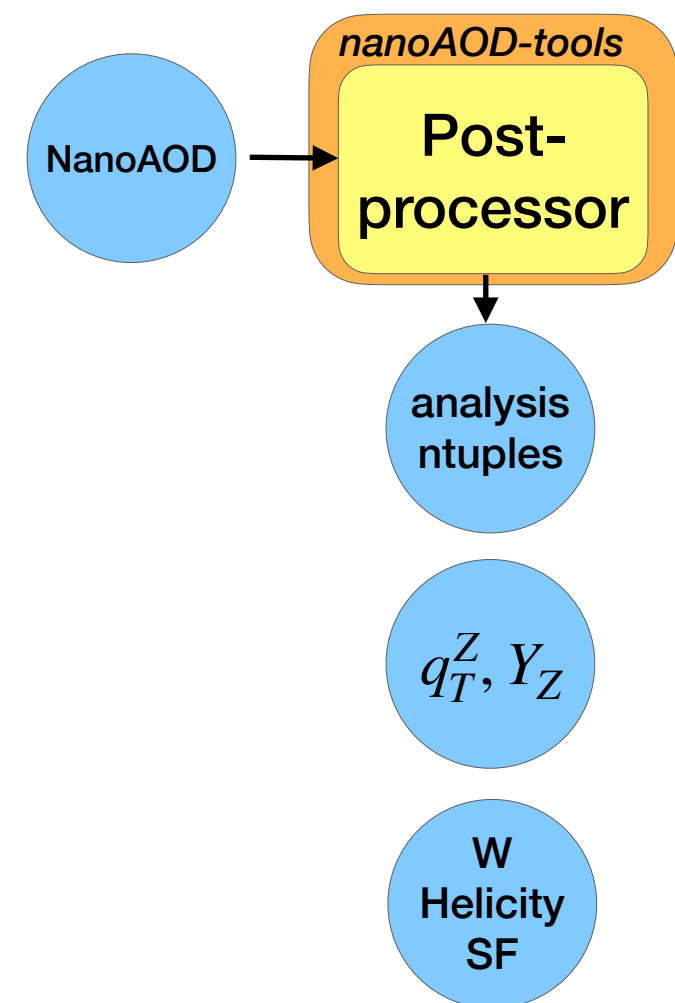 nanoAOD-tools
NanoAOD
Post-
processor
analysis
ntuples
$q_T^Z, Y_Z$
W
Helicity
SF